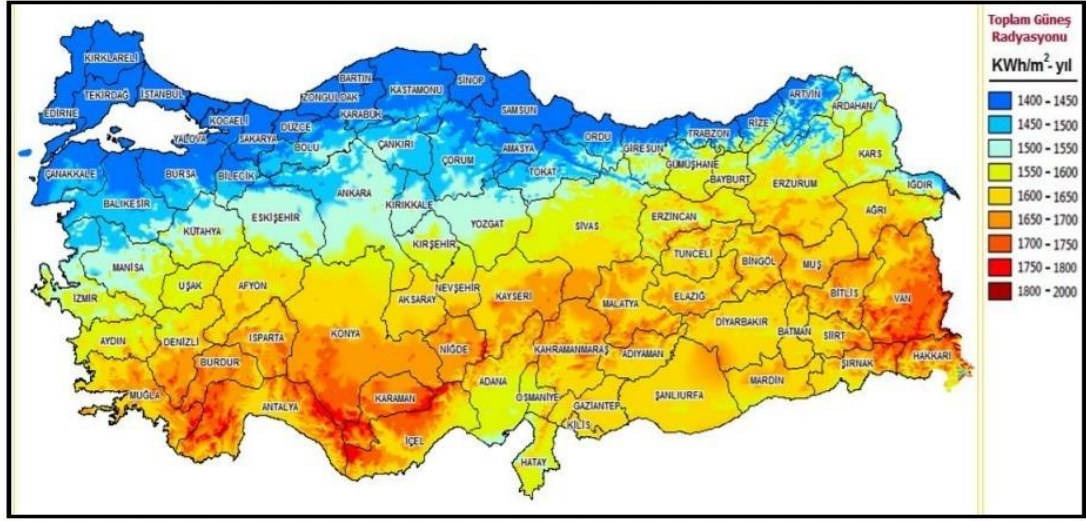 Toplam Güneş
Radyasyonu
KWh/m²- yıl
1400 - 1450
1450 - 1500
1500 - 1550
1550 - 1600
1600 - 1650
1650 - 1700
1700 - 1750
1750 - 1800
1800 - 2000
KIRKLARELİ
TEKİRDAĞ
İSTANBUL
EDİRNE
KOCAELİ
YALOVA
SAKARYA
DÜZCE
ZONGULDAK
BARTIN
KARABÜK
KASTAMONU
SİNOP
SAMSUN
ORDU
GİRESUN
TRABZON
RİZE
ARTVİN
ARDAHAN
ÇANAKKALE
BURSA
BİLECİK
BOLU
ÇANKIRI
ÇORUM
AMASYA
TOKAT
GÜMÜŞHANE
BAYBURT
KARS
BALIKESİR
KÜTAHYA
ESKİŞEHİR
ANKARA
KIRIKKALE
YOZGAT
SİVAS
ERZİNCAN
ERZURUM
IĞDIR
AĞRI
MANİSA
UŞAK
AFYON
KIRŞEHİR
NEVŞEHİR
AKSARAY
KAYSERİ
MALATYA
TUNCELİ
ELAZIĞ
BİNGÖL
MUŞ
BİTLİS
VAN
İZMİR
AYDIN
DENİZLİ
BURDUR
ISPARTA
KONYA
NİĞDE
KAHRAMANMARAŞ
ADIYAMAN
DİYARBAKIR
BATMAN
SİİRT
ŞIRNAK
HAKKARİ
MUĞLA
ANTALYA
KARAMAN
İÇEL
ADANA
OSMANİYE
GAZİANTEP
KİLİS
ŞANLIURFA
MARDİN
HATAY